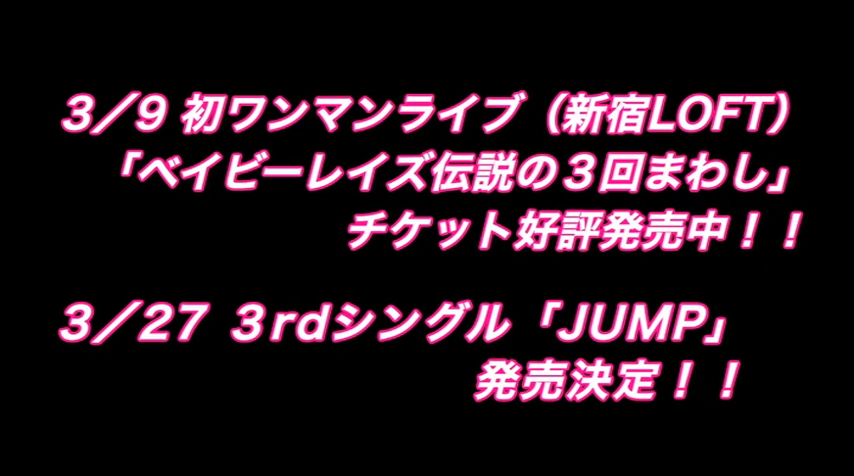 3／9 初ワンマンライブ（新宿LOFT）
「ベイビーレイズ伝説の３回まわし」
チケット好評発売中！！
3／27 3rdシングル「JUMP」
発売決定！！